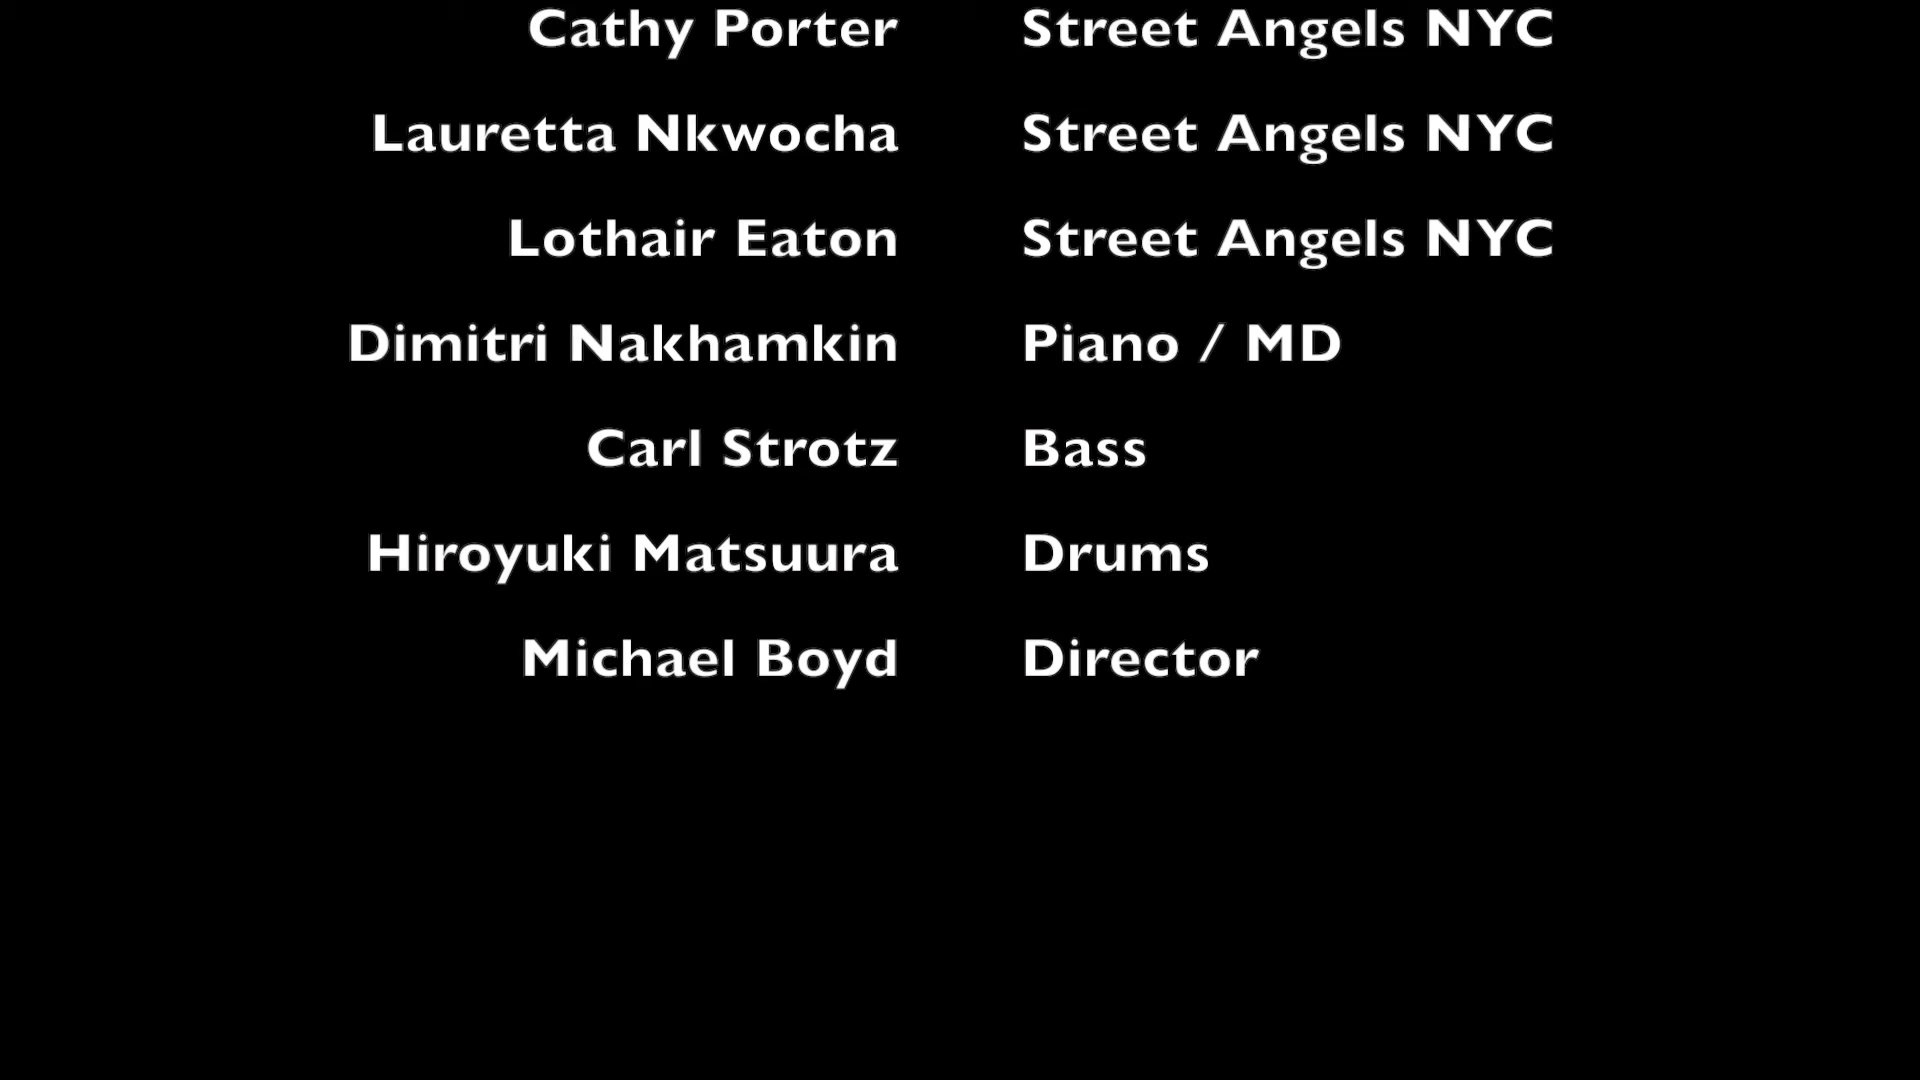 Cathy Porter Street Angels NYC
Lauretta Nkwocha Street Angels NYC
Lothair Eaton Street Angels NYC
Dimitri Nakhamkin Piano / MD
Carl Strotz Bass
Hiroyuki Matsuura Drums
Michael Boyd Director